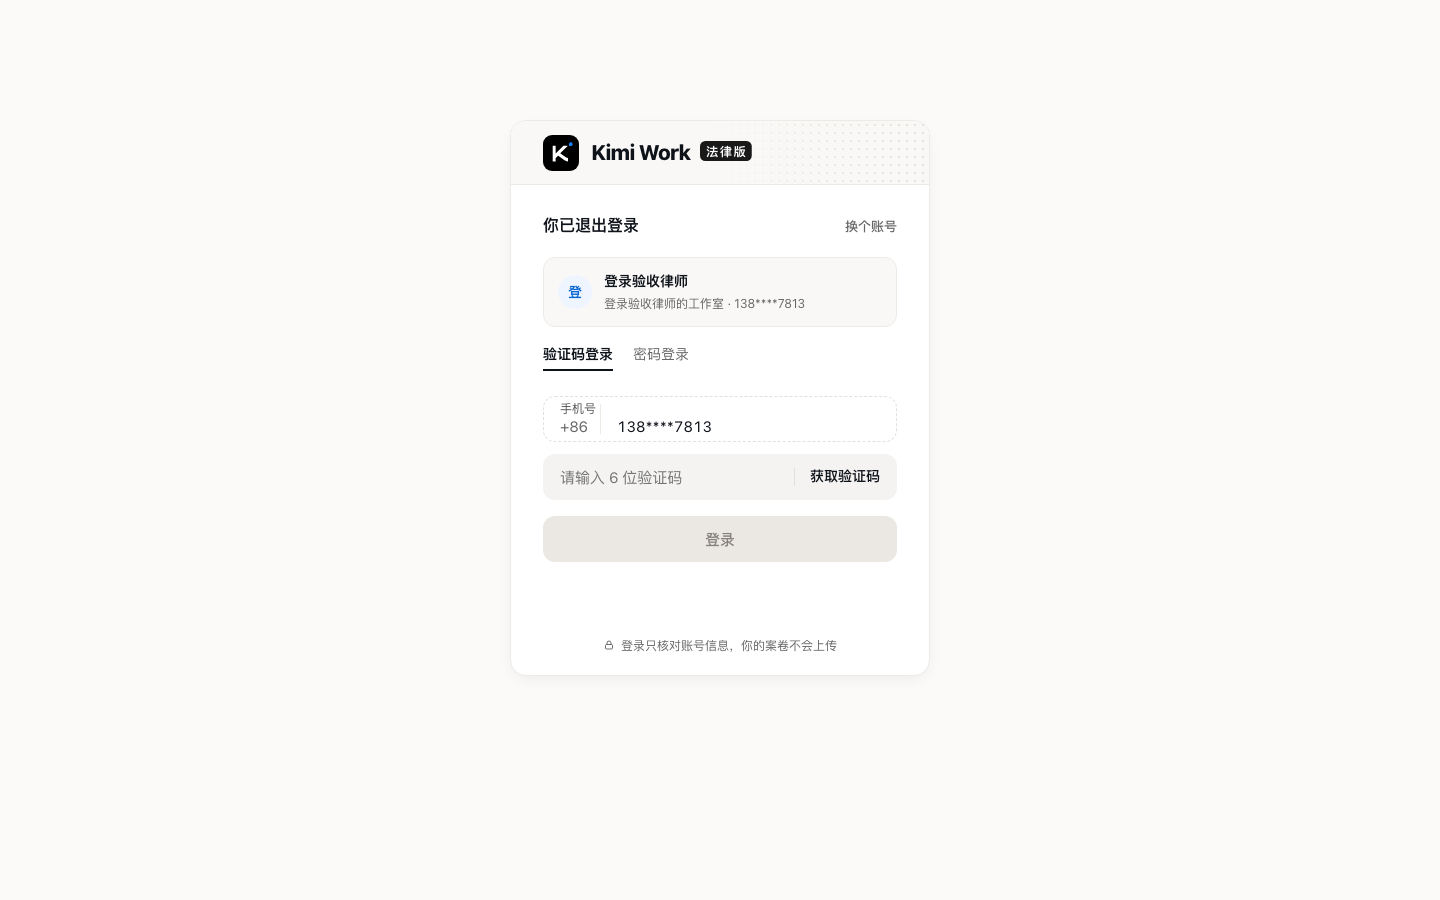 Kimi Work 法律版
你已退出登录 换个账号
登 登录验收律师
登录验收律师的工作室 · 138****7813
验证码登录 密码登录
手机号
+86 138****7813
请输入 6 位验证码 获取验证码
登录
登录只核对账号信息，你的案卷不会上传